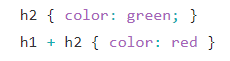 h2 { color: green; }
h1 + h2 { color: red }